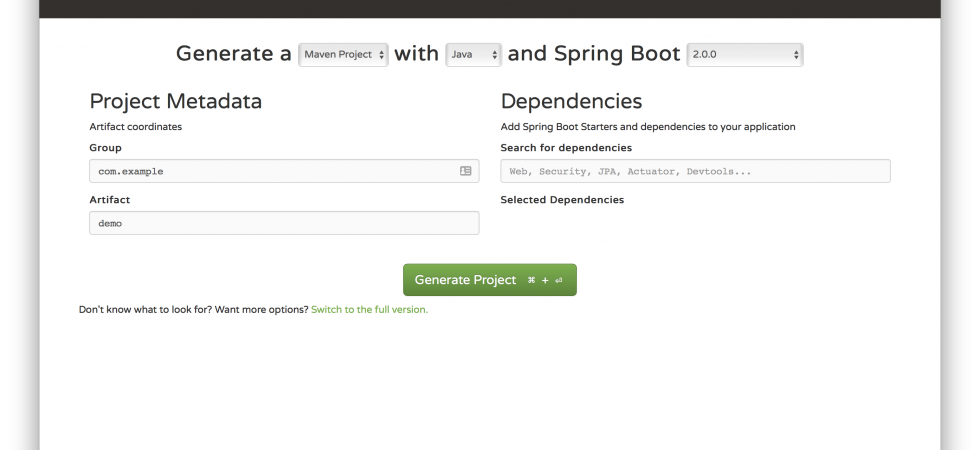 Generate a Maven Project with Java and Spring Boot 2.0.0
Project Metadata
Artifact coordinates
Group
com.example
Artifact
demo
Dependencies
Add Spring Boot Starters and dependencies to your application
Search for dependencies
Web, Security, JPA, Actuator, Devtools...
Selected Dependencies
Generate Project ⌘ + ⏎
Don't know what to look for? Want more options? Switch to the full version.